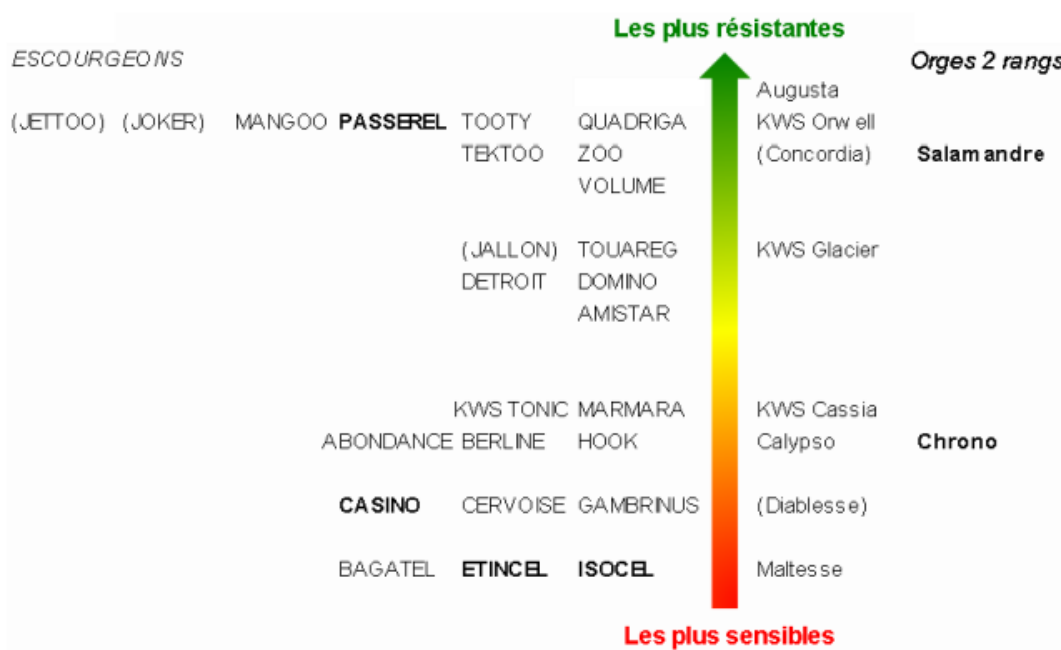 Les plus résistantes
ESCOURGEONS Orges 2 rangs
Augusta
(JETTOO) (JOKER) MANGOO PASSEREL TOOTY QUADRIGA KWS Orwell
TEKTOO ZOO (Concordia) Salamandre
VOLUME
(JALLON) TOUAREG KWS Glacier
DETROIT DOMINO
AMISTAR
KWS TONIC MARMARA KWS Cassia
ABONDANCE BERLINE HOOK Calypso Chrono
CASINO CERVOISE GAMBRINUS (Diablesse)
BAGATEL ETINCEL ISOCEL Maltesse
Les plus sensibles